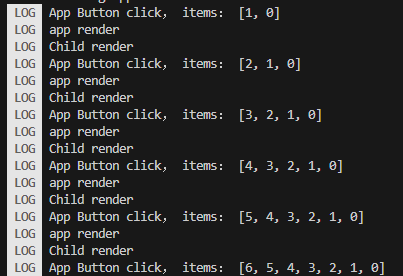 LOG App Button click， items： [1, 0]
LOG app render
LOG Child render
LOG App Button click， items： [2, 1, 0]
LOG app render
LOG Child render
LOG App Button click， items： [3, 2, 1, 0]
LOG app render
LOG Child render
LOG App Button click， items： [4, 3, 2, 1, 0]
LOG app render
LOG Child render
LOG App Button click， items： [5, 4, 3, 2, 1, 0]
LOG app render
LOG Child render
LOG App Button click， items： [6, 5, 4, 3, 2, 1, 0]